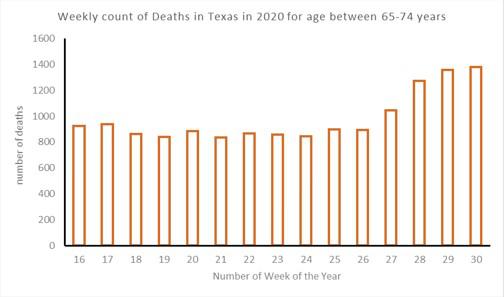 Weekly count of Deaths in Texas in 2020 for age between 65-74 years
1600
1400
1200
1000
800
600
400
200
0
number of deaths
16 17 18 19 20 21 22 23 24 25 26 27 28 29 30
Number of Week of the Year